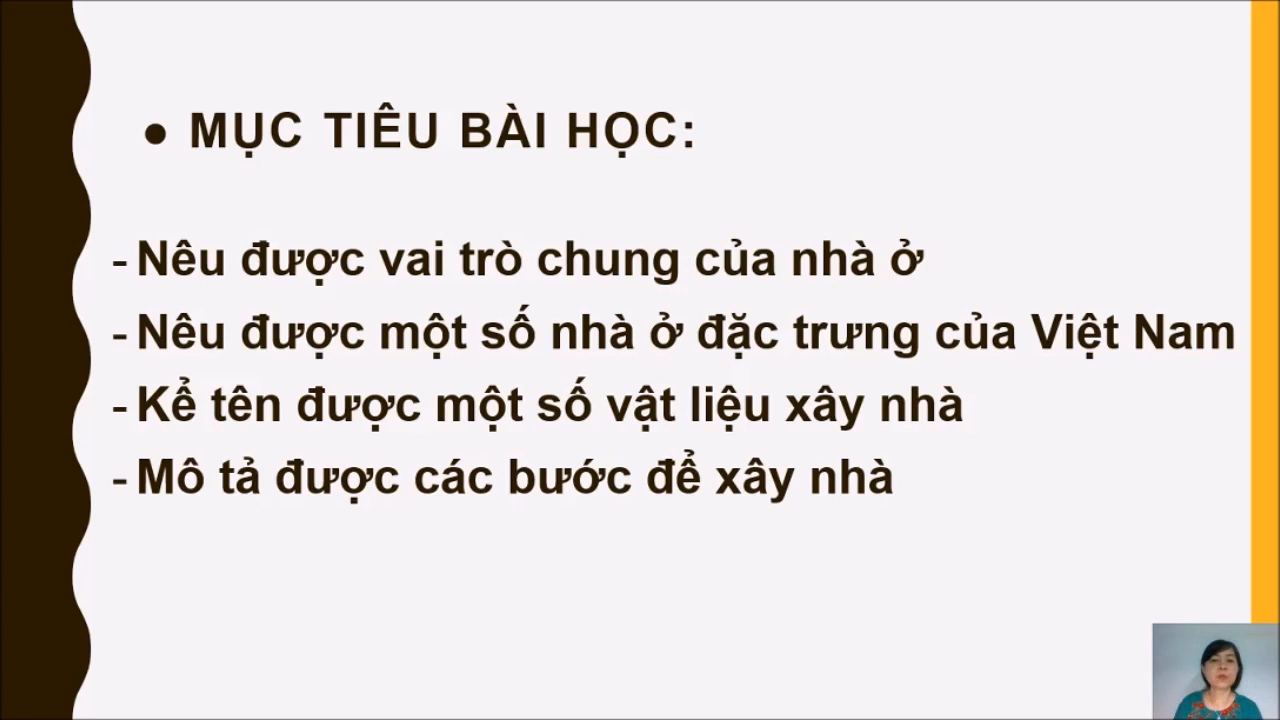 ● MỤC TIÊU BÀI HỌC:
- Nêu được vai trò chung của nhà ở
- Nêu được một số nhà ở đặc trưng của Việt Nam
- Kể tên được một số vật liệu xây nhà
- Mô tả được các bước để xây nhà